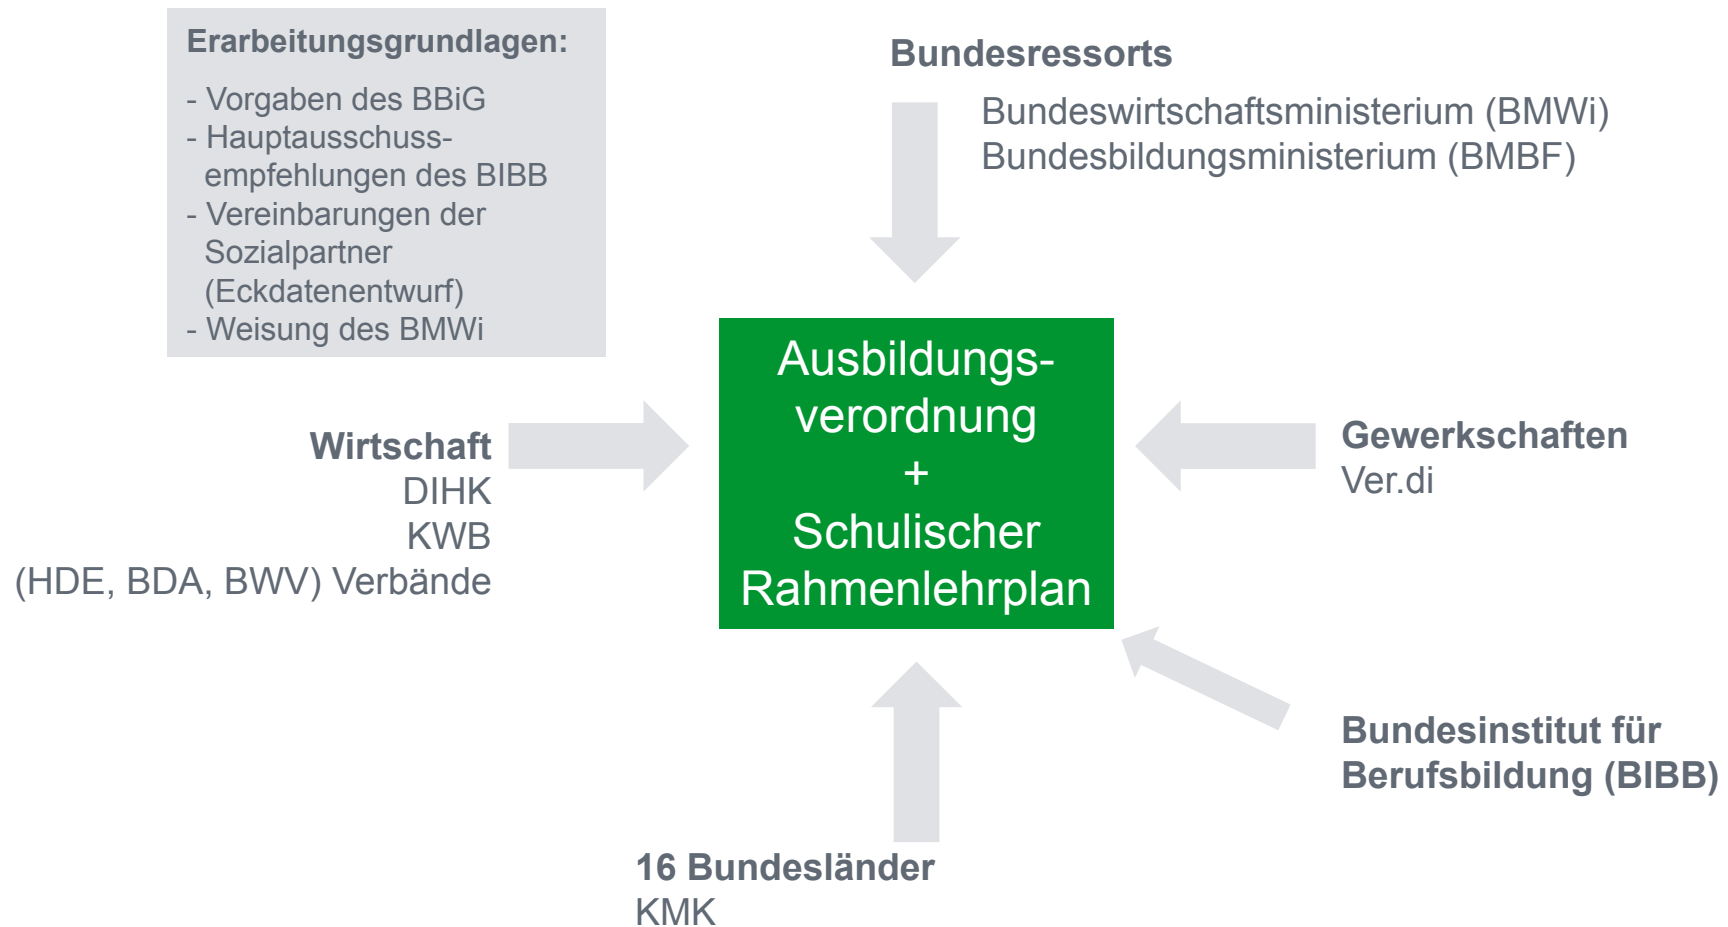 Erarbeitungsgrundlagen:
- Vorgaben des BBiG
- Hauptausschuss-
empfehlungen des BIBB
- Vereinbarungen der
Sozialpartner
(Eckdatenentwurf)
- Weisung des BMWi
Bundesressorts
Bundeswirtschaftsministerium (BMWi)
Bundesbildungsministerium (BMBF)
Ausbildungs-
verordnung
+
Schulischer
Rahmenlehrplan
Wirtschaft
DIHK
KWB
(HDE, BDA, BWV) Verbände
Gewerkschaften
Ver.di
Bundesinstitut für
Berufsbildung (BIBB)
16 Bundesländer
KMK